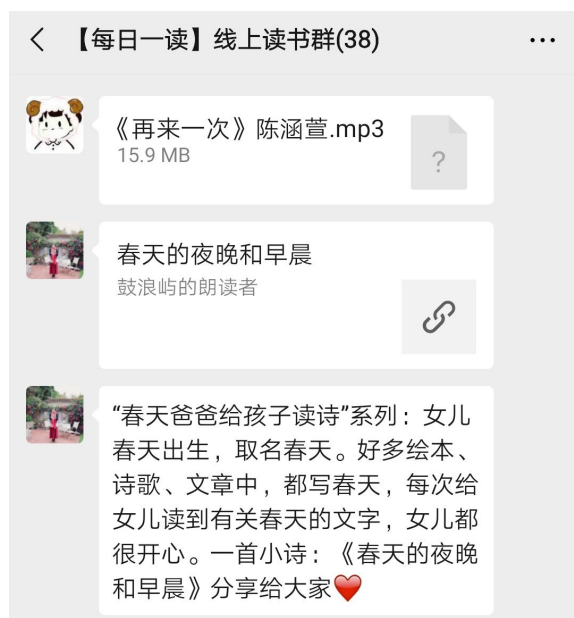 【每日一读】线上读书群(38)
《再来一次》陈涵萱.mp3
15.9 MB
?
春天的夜晚和早晨
鼓浪屿的朗读者
“春天爸爸给孩子读诗”系列：女儿
春天出生，取名春天。好多绘本、
诗歌、文章中，都写春天，每次给
女儿读到有关春天的文字，女儿都
很开心。一首小诗：《春天的夜晚
和早晨》分享给大家❤️